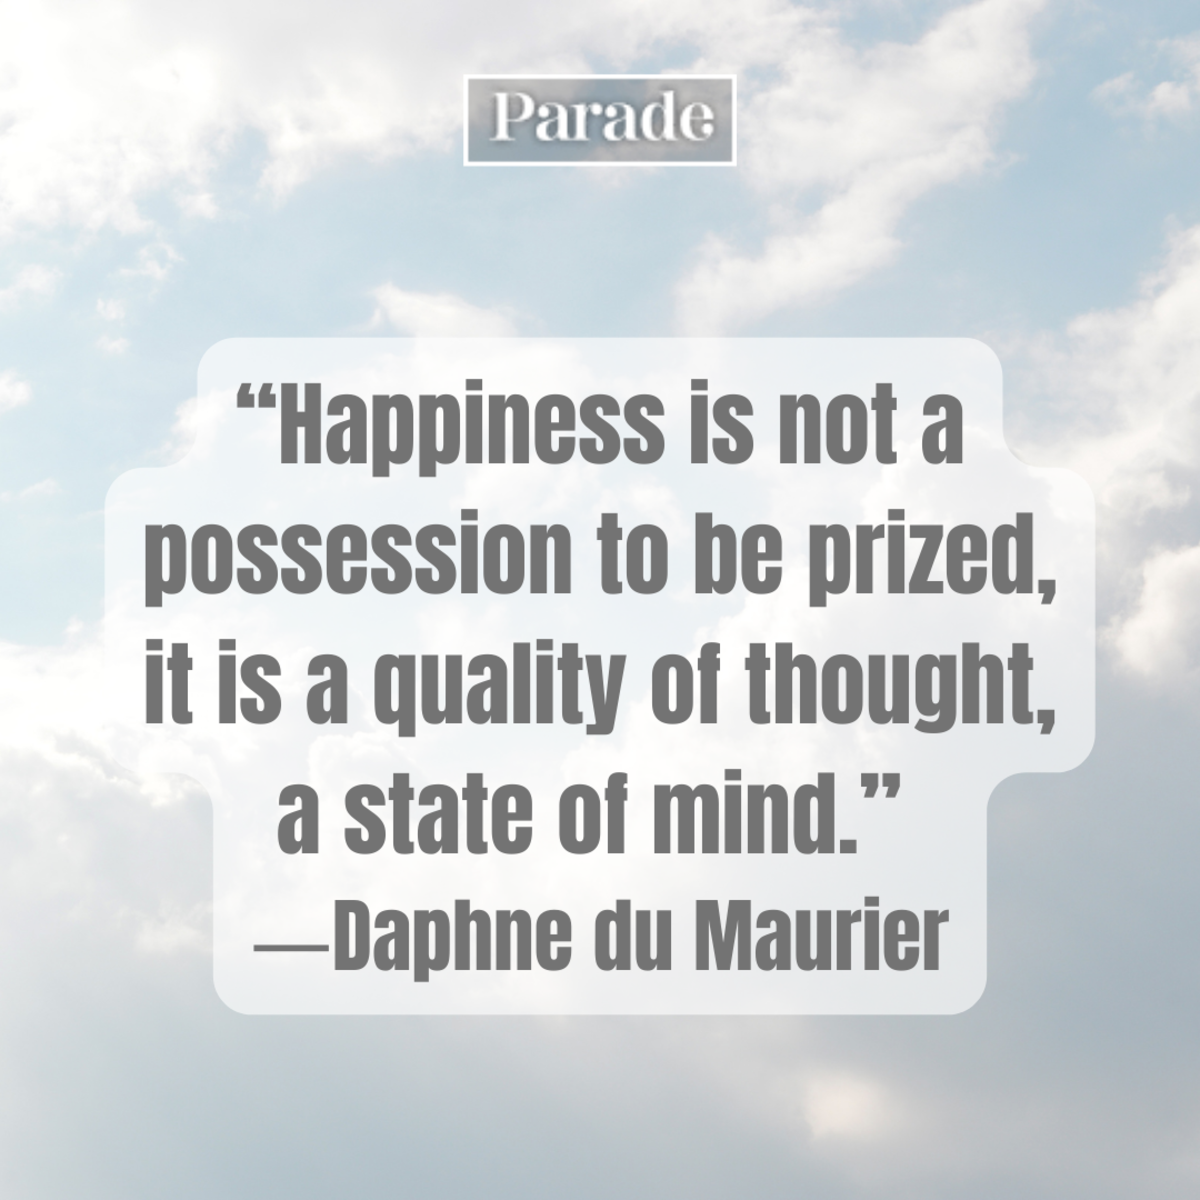 Parade
“Happiness is not a
possession to be prized,
it is a quality of thought,
a state of mind.”
—Daphne du Maurier